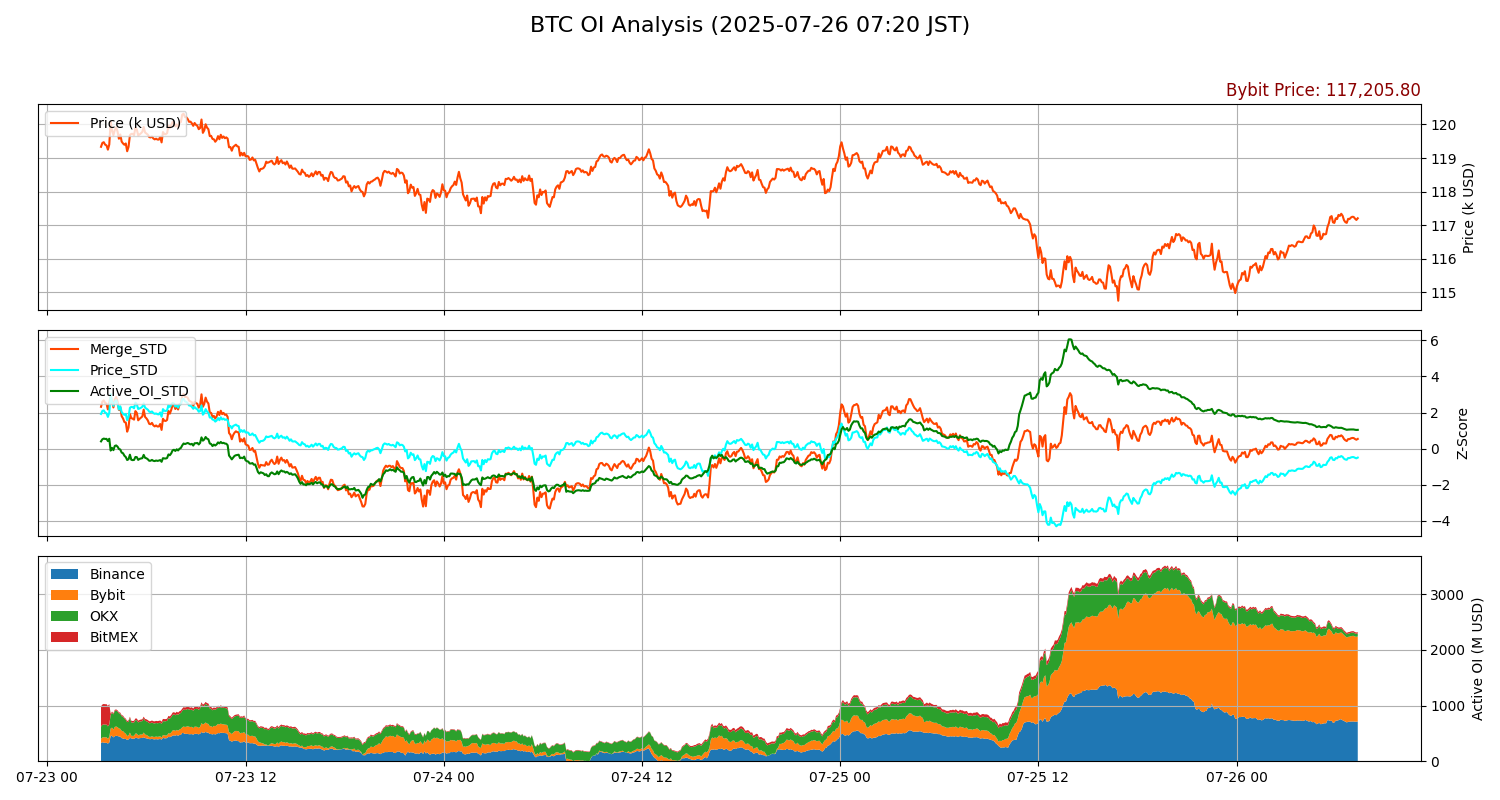 BTC OI Analysis (2025-07-26 07:20 JST)
Bybit Price: 117,205.80
Price (k USD)
120
119
118
117
116
115
Price (k USD)
Merge_STD
Price_STD
Active_OI_STD
6
4
2
0
−2
−4
Z-Score
Binance
Bybit
OKX
BitMEX
3000
2000
1000
0
Active OI (M USD)
07-23 00
07-23 12
07-24 00
07-24 12
07-25 00
07-25 12
07-26 00